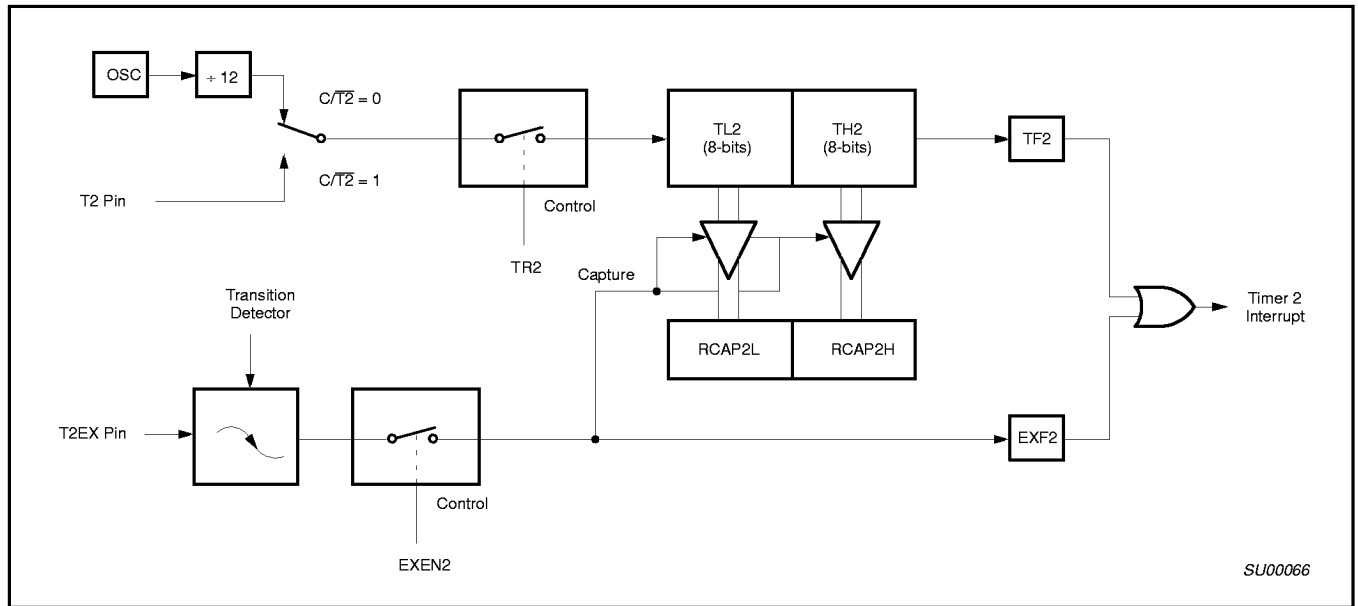 OSC
÷ 12
C/T2̅ = 0
C/T2̅ = 1
T2 Pin
Control
TR2
TL2
(8-bits)
TH2
(8-bits)
TF2
Capture
RCAP2L
RCAP2H
Transition
Detector
T2EX Pin
Control
EXEN2
EXF2
Timer 2
Interrupt
SU00066